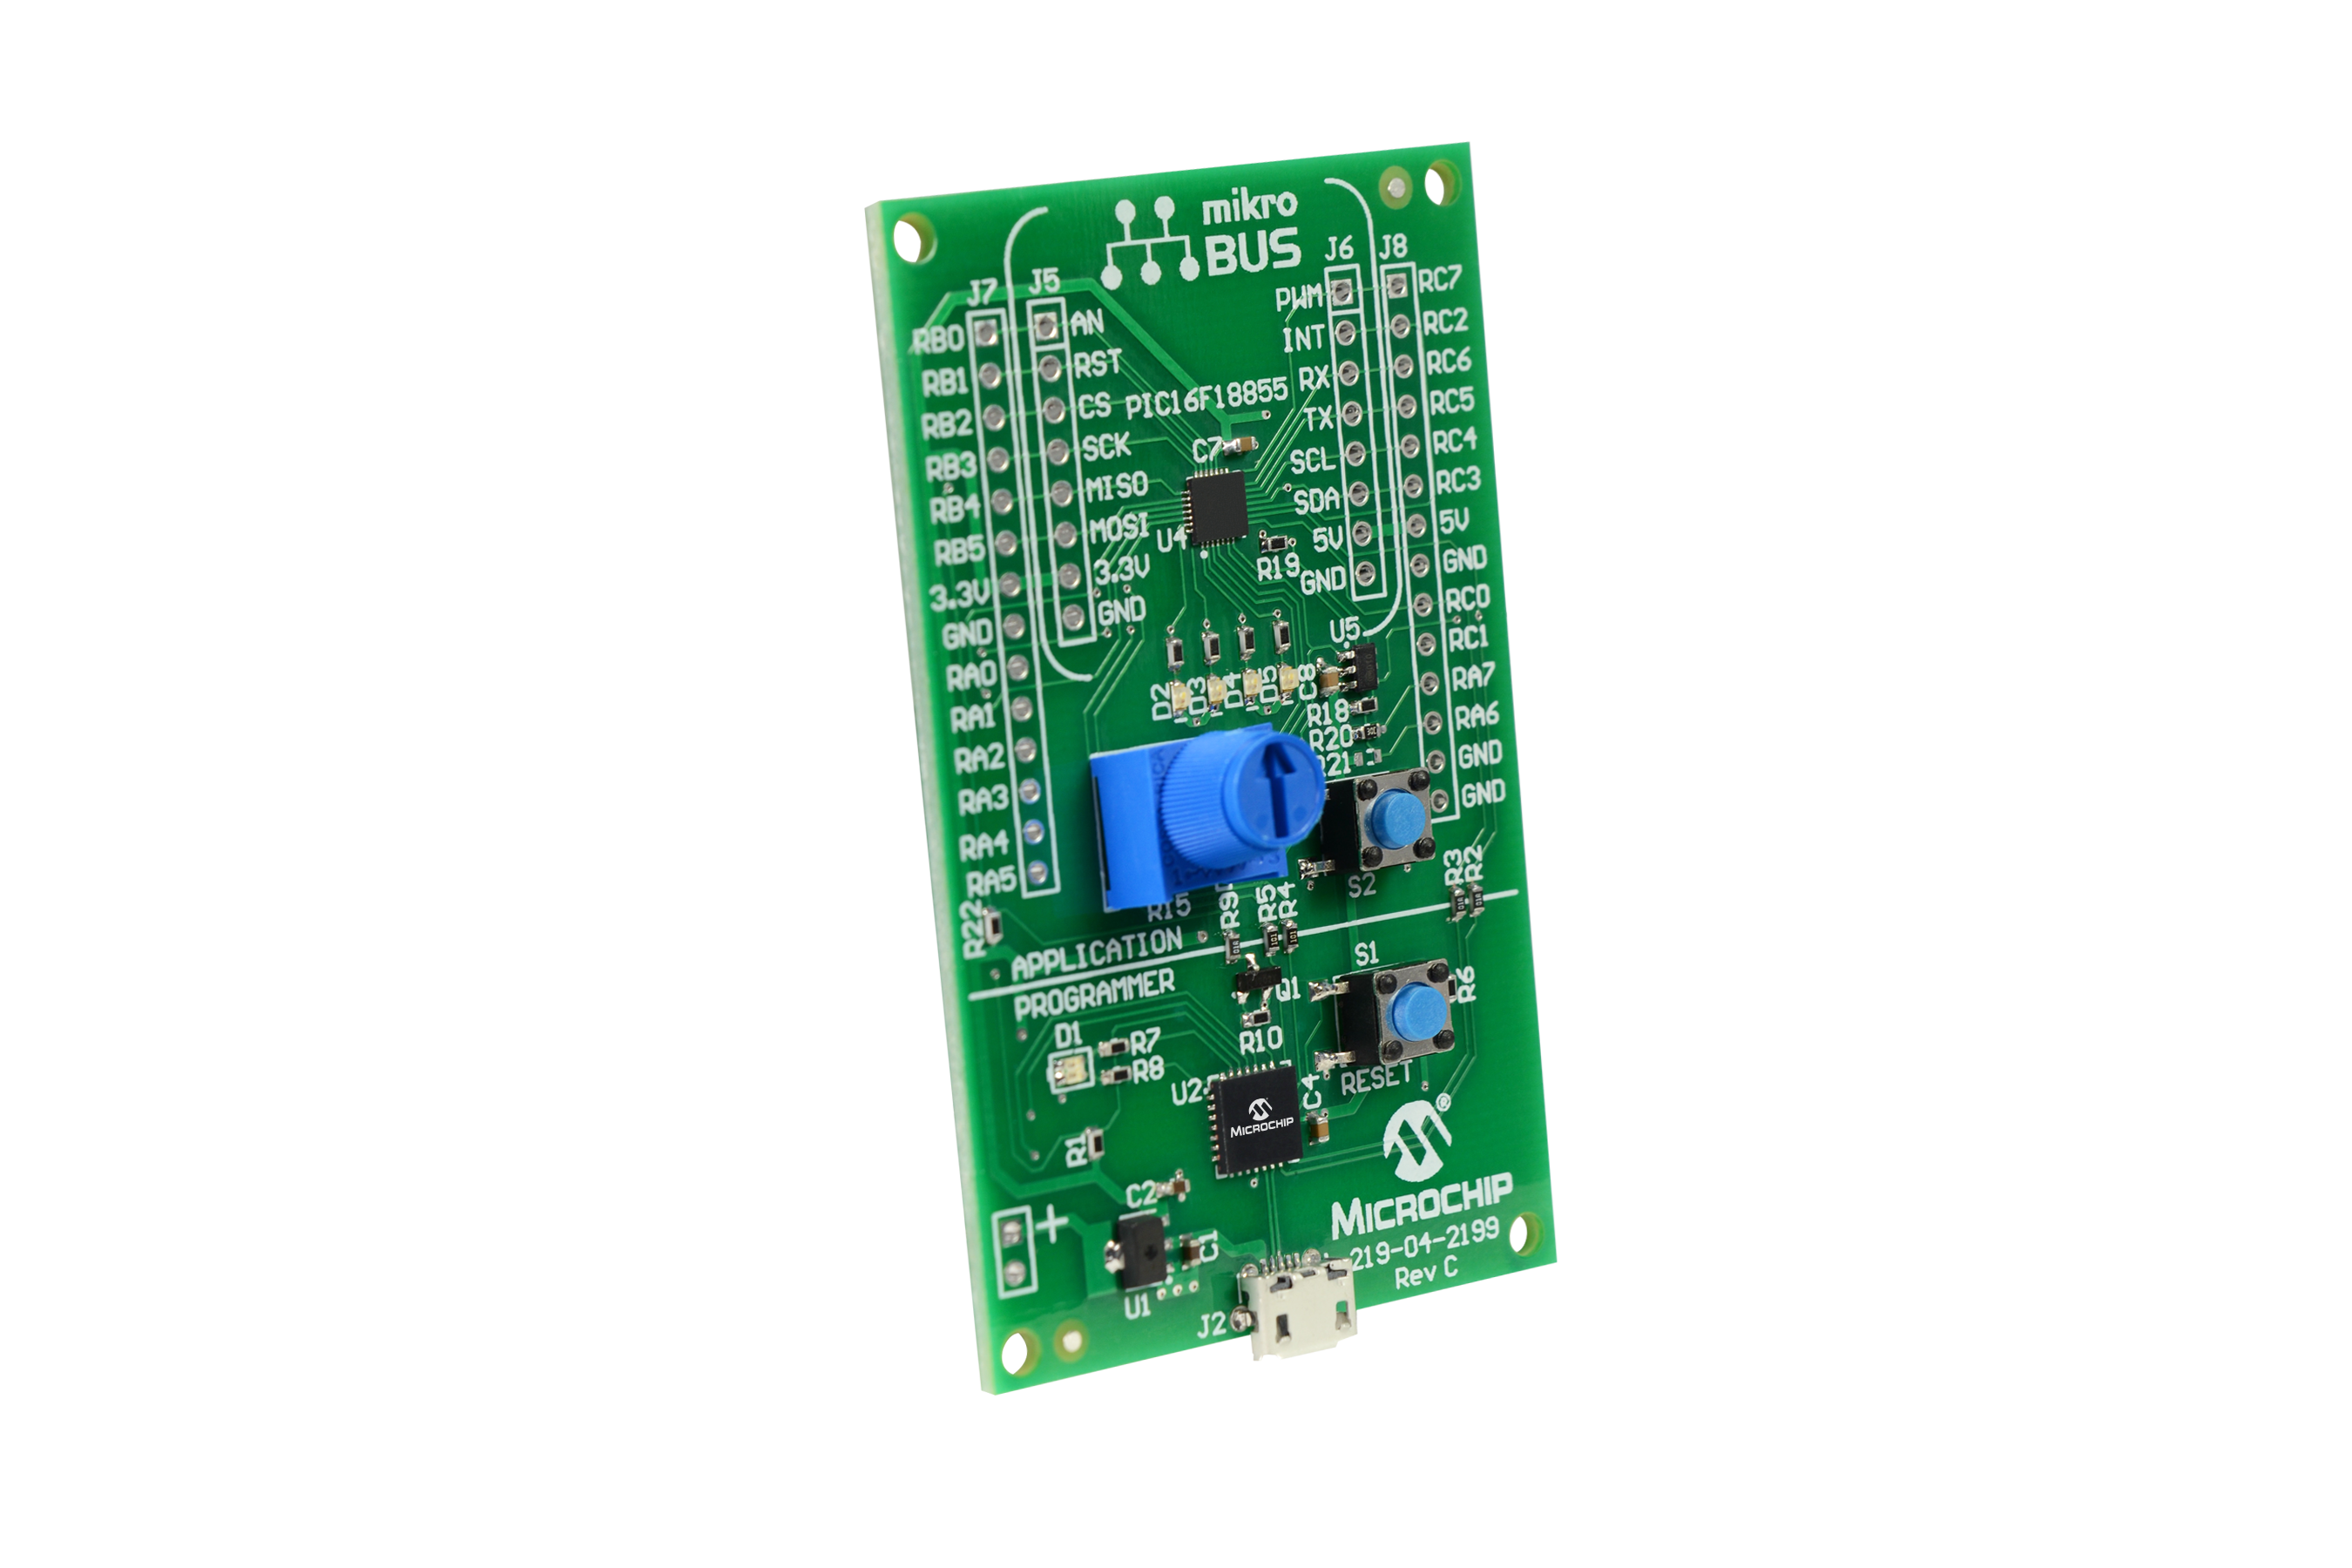 mikro
BUS
J7
J5
J6
J8
RB0
RB1
RB2
RB3
RB4
RB5
3.3V
GND
RA0
RA1
RA2
RA3
RA4
RA5
AN
RST
CS
SCK
MISO
MOSI
3.3V
GND
PWM
INT
RX
TX
SCL
SDA
5V
GND
RC7
RC2
RC6
RC5
RC4
RC3
5V
GND
RC0
RC1
RA7
RA6
GND
GND
PIC16F18855
C7
U4
R19
U5
D2
D3
D4
D5
C8
R18
R20
R21
S2
R15
R9
R5
R4
R3
R2
R22
APPLICATION
PROGRAMMER
S1
Q1
R6
R10
D1
R7
R8
U2
C4
RESET
MICROCHIP
R1
C2
+
C1
U1
J2
®
MICROCHIP
219-04-2199
Rev C